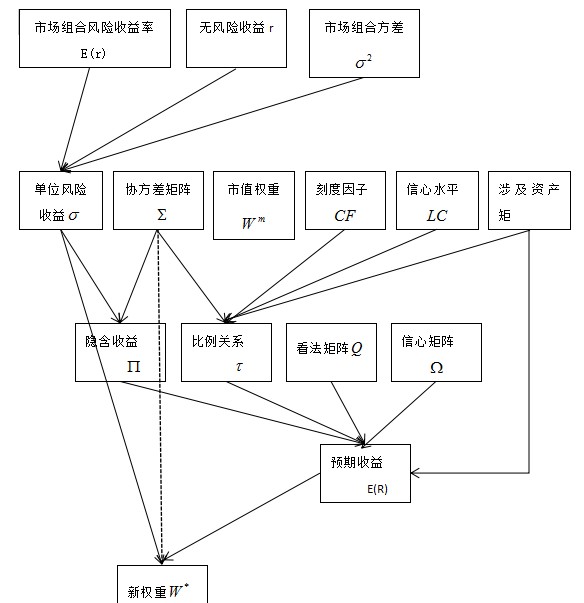 市场组合风险收益率
E(r)
无风险收益 r
市场组合方差
σ²
单位风险
收益σ
协方差矩阵
Σ
市值权重
Wᵐ
刻度因子
CF
信心水平
LC
涉及资产
矩
隐含收益
Π
比例关系
τ
看法矩阵Q
信心矩阵
Ω
预期收益
E(R)
新权重W*